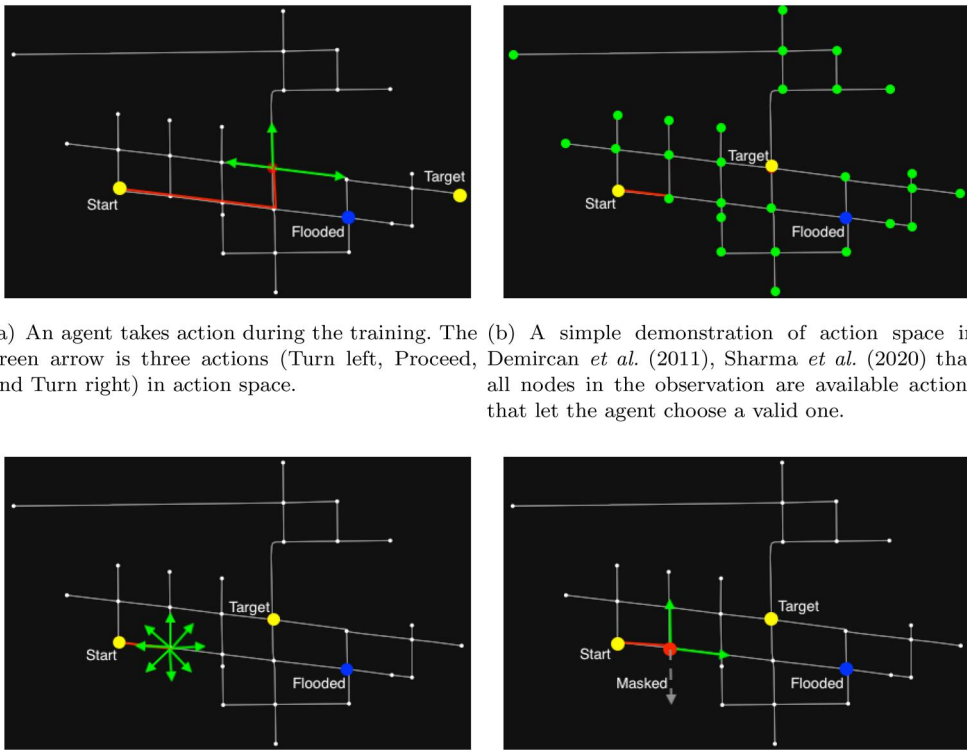 Target
Start
Flooded
Target
Start
Flooded
a) An agent takes action during the training. The
reen arrow is three actions (Turn left, Proceed,
nd Turn right) in action space.
(b) A simple demonstration of action space in
Demircan et al. (2011), Sharma et al. (2020) tha
all nodes in the observation are available action
that let the agent choose a valid one.
Target
Start
Flooded
Target
Start
Masked
Flooded